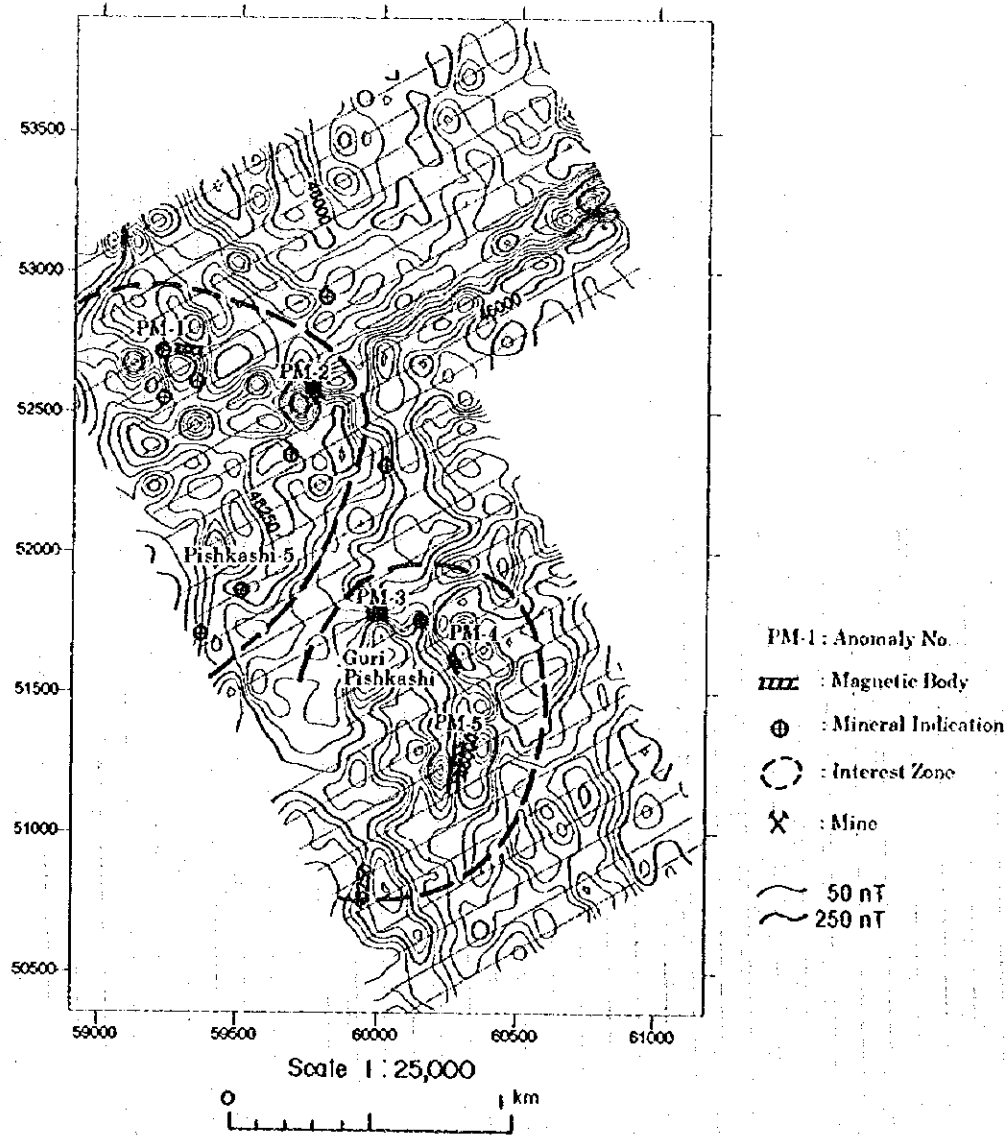 53500
53000
52500
52000
51500
51000
50500
59000
59500
60000
60500
61000
PM-1
PM-2
48250
Pishkashi-5
PM-3
PM-4
Guri
Pishkashi
PM-5
PM-1 : Anomaly No.
: Magnetic Body
: Mineral Indication
: Interest Zone
: Mine
50 nT
250 nT
Scale 1 : 25,000
0
1 km